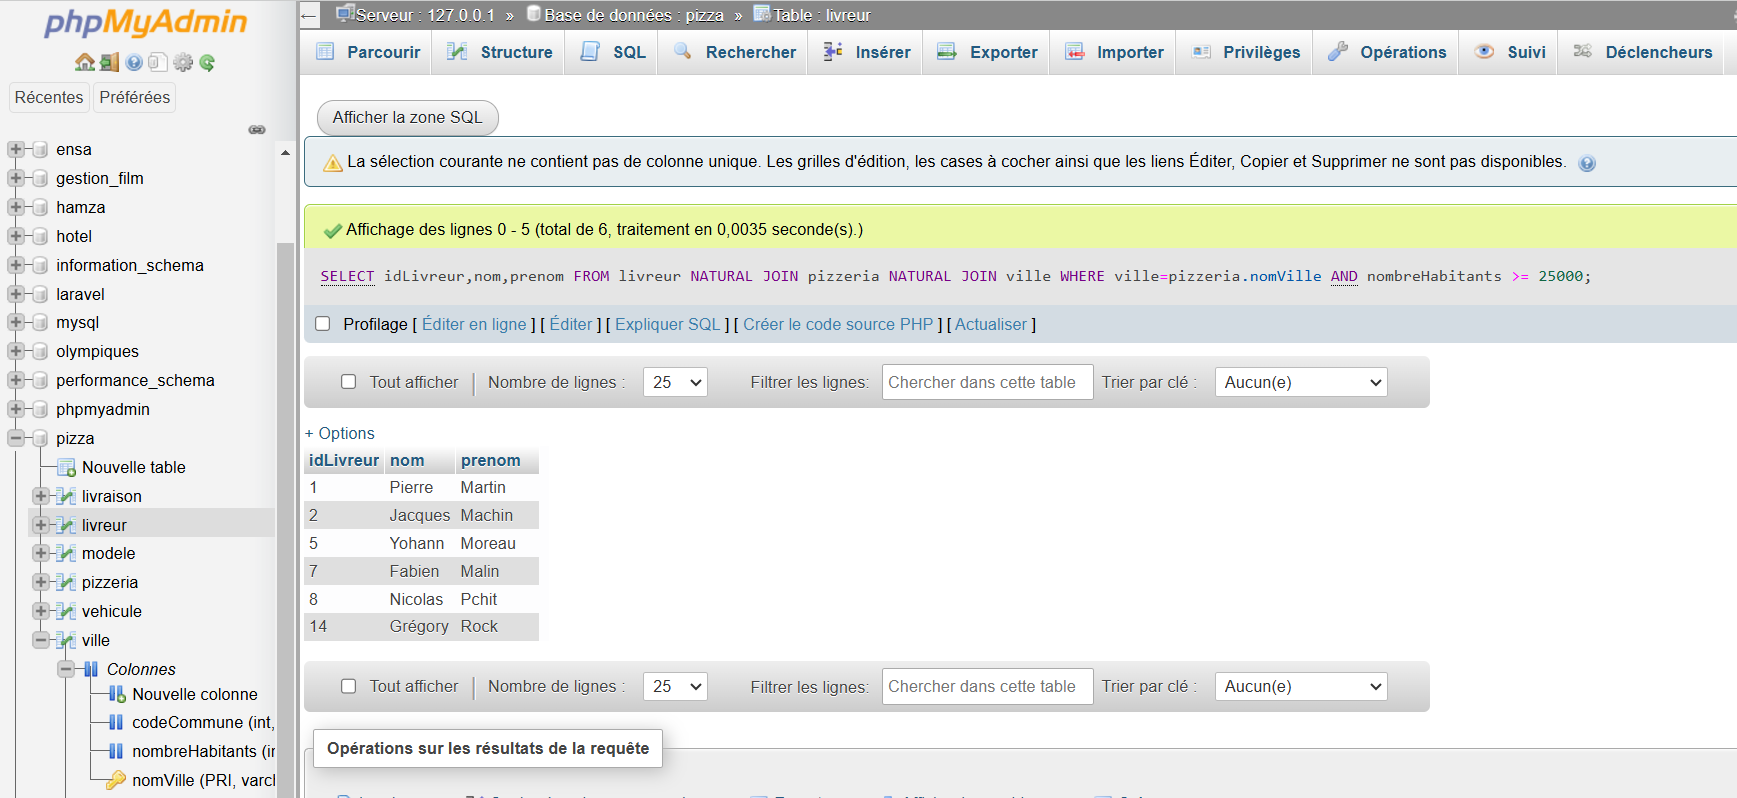 phpMyAdmin
Récentes Préférées
ensa
gestion_film
hamza
hotel
information_schema
laravel
mysql
olympiques
performance_schema
phpmyadmin
pizza
Nouvelle table
livraison
livreur
modele
pizzeria
vehicule
ville
Colonnes
Nouvelle colonne
codeCommune (int,
nombreHabitants (ir
nomVille (PRI, varcl
Serveur : 127.0.0.1 » Base de données : pizza » Table : livreur
Parcourir Structure SQL Rechercher Insérer Exporter Importer Privilèges Opérations Suivi Déclencheurs
Afficher la zone SQL
La sélection courante ne contient pas de colonne unique. Les grilles d'édition, les cases à cocher ainsi que les liens Éditer, Copier et Supprimer ne sont pas disponibles.
Affichage des lignes 0 - 5 (total de 6, traitement en 0,0035 seconde(s).)
SELECT idLivreur,nom,prenom FROM livreur NATURAL JOIN pizzeria NATURAL JOIN ville WHERE ville=pizzeria.nomVille AND nombreHabitants >= 25000;
Profilage [ Éditer en ligne ] [ Éditer ] [ Expliquer SQL ] [ Créer le code source PHP ] [ Actualiser ]
Tout afficher | Nombre de lignes : 25 Filtrer les lignes: Chercher dans cette table Trier par clé : Aucun(e)
+ Options
idLivreur nom prenom
1 Pierre Martin
2 Jacques Machin
5 Yohann Moreau
7 Fabien Malin
8 Nicolas Pchit
14 Grégory Rock
Tout afficher | Nombre de lignes : 25 Filtrer les lignes: Chercher dans cette table Trier par clé : Aucun(e)
Opérations sur les résultats de la requête